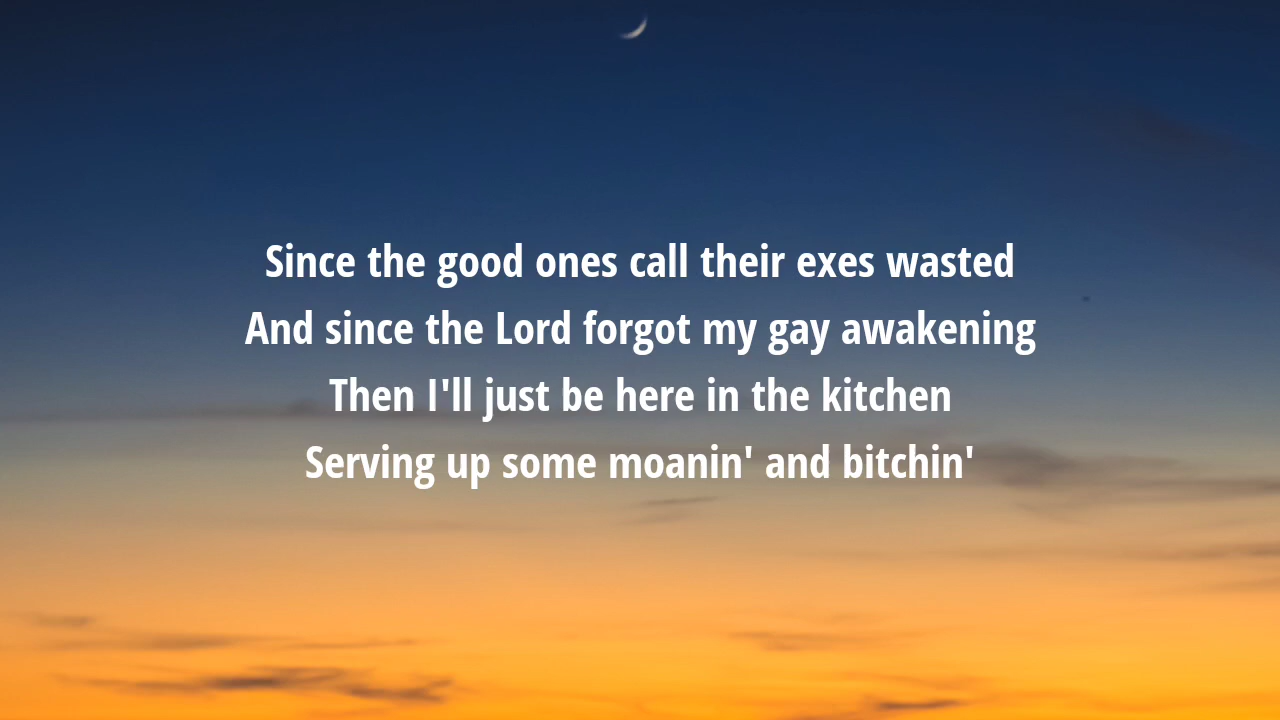 Since the good ones call their exes wasted
And since the Lord forgot my gay awakening
Then I'll just be here in the kitchen
Serving up some moanin' and bitchin'